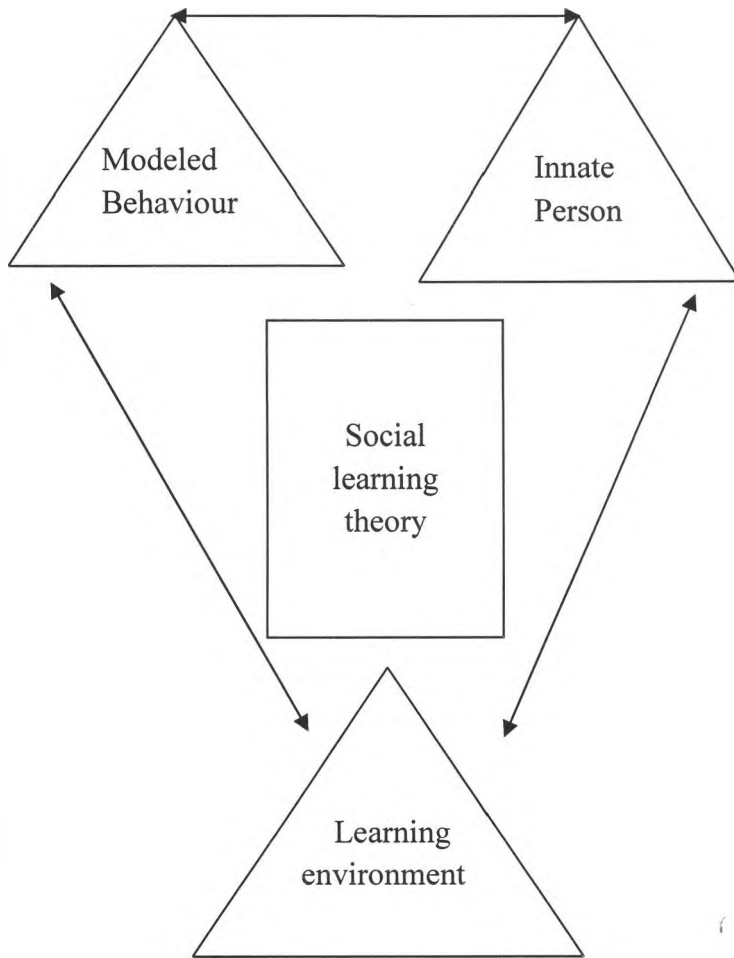 Modeled
Behaviour
Innate
Person
Social
learning
theory
Learning
environment